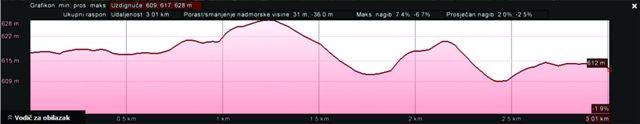 Grafikon min, pros maks Uzdignuće 609, 617, 628 m
Ukupni raspon Udaljenost 3 01 km Porast/smanjenje nadmorske visine 31 m, -36 0 m Maks nagib 7 4% -6 7% Prosječan nagib 2 0% -2 5%
628 m
622
615
609 m
612 m
-1.9%
Vodič za obilazak
0 5 km
1 km
1 5 km
2 km
2 5 km
3 01 km